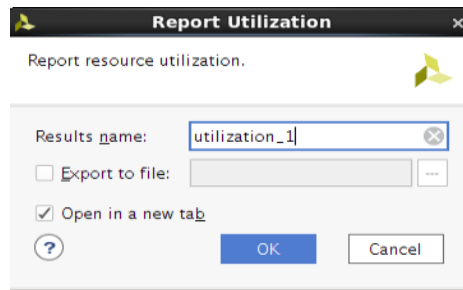 Report Utilization
Report resource utilization.
Results name: utilization_1
Export to file: ...
Open in a new tab
? OK Cancel